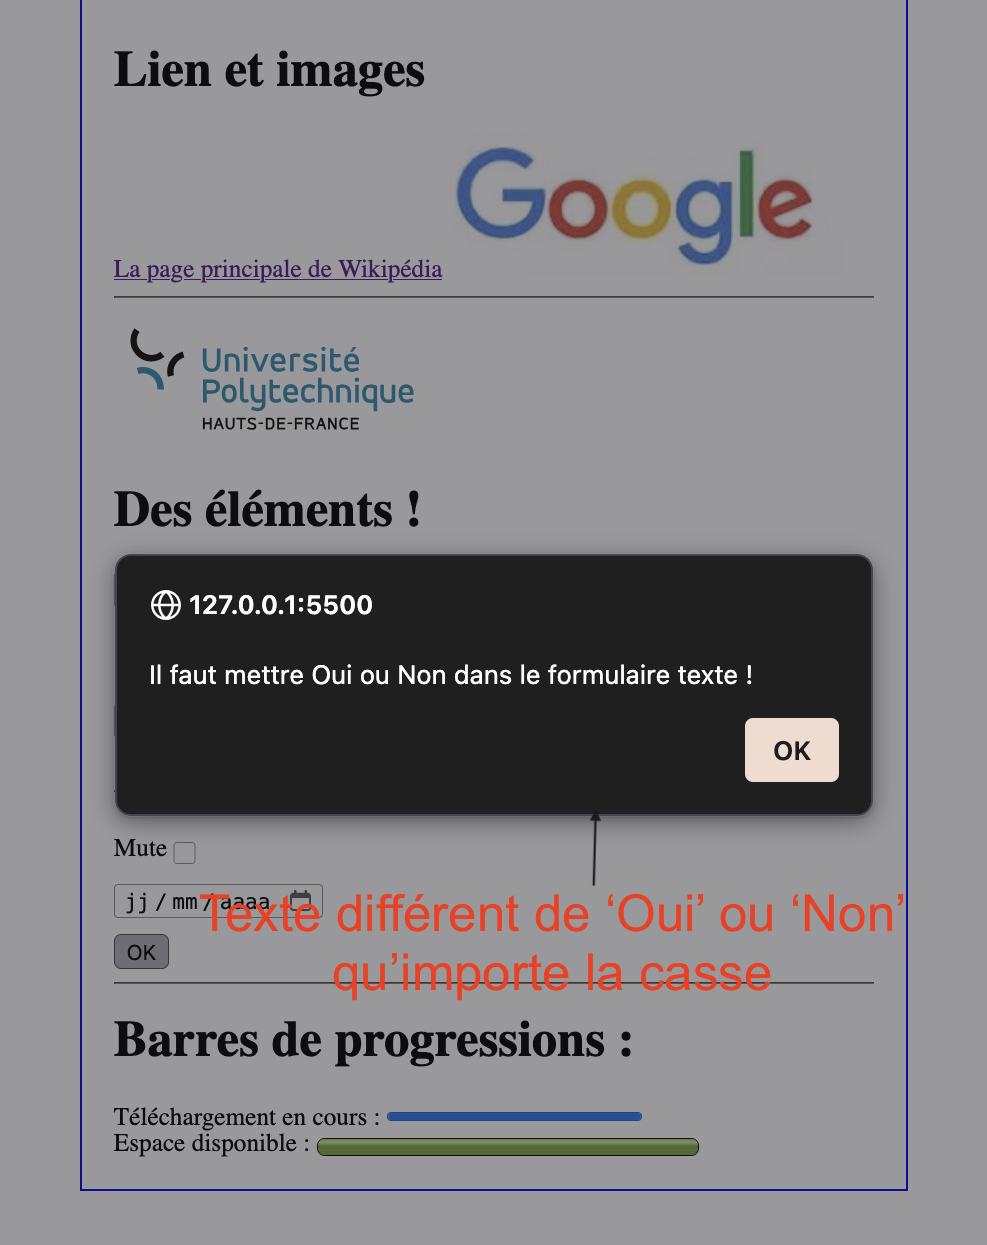 Lien et images
Google
La page principale de Wikipédia
Université
Polytechnique
HAUTS-DE-FRANCE
Des éléments !
127.0.0.1:5500
Il faut mettre Oui ou Non dans le formulaire texte !
OK
Mute
jj/mm/aaaa
Texte différent de ‘Oui’ ou ‘Non’
qu’importe la casse
OK
Barres de progressions :
Téléchargement en cours :
Espace disponible :